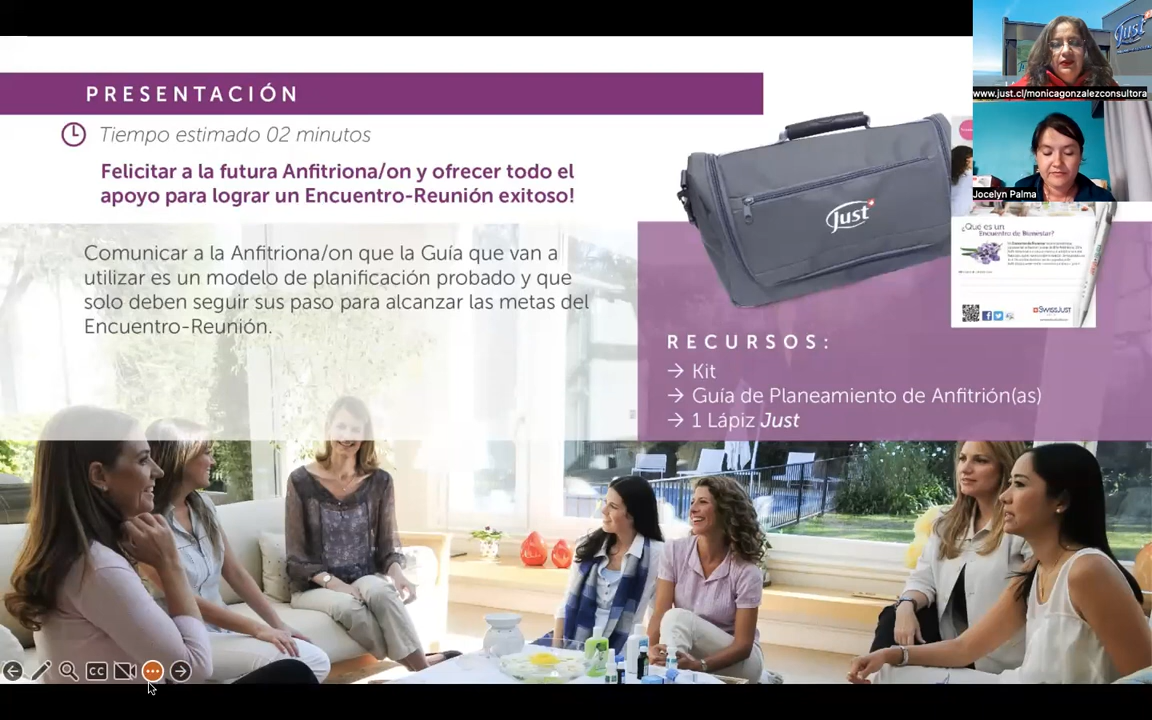 PRESENTACIÓN
Tiempo estimado 02 minutos
Felicitar a la futura Anfitriona/on y ofrecer todo el
apoyo para lograr un Encuentro-Reunión exitoso!
Comunicar a la Anfitriona/on que la Guía que van a
utilizar es un modelo de planificación probado y que
solo deben seguir sus paso para alcanzar las metas del
Encuentro-Reunión.
Just
RECURSOS:
→ Kit
→ Guía de Planeamiento de Anfitrión(as)
→ 1 Lápiz Just
¿Qué es un
Encuentro de Bienestar?
SwissJust
Just
www.just.cl/monicagonzalezconsultora
Jocelyn Palma
CC